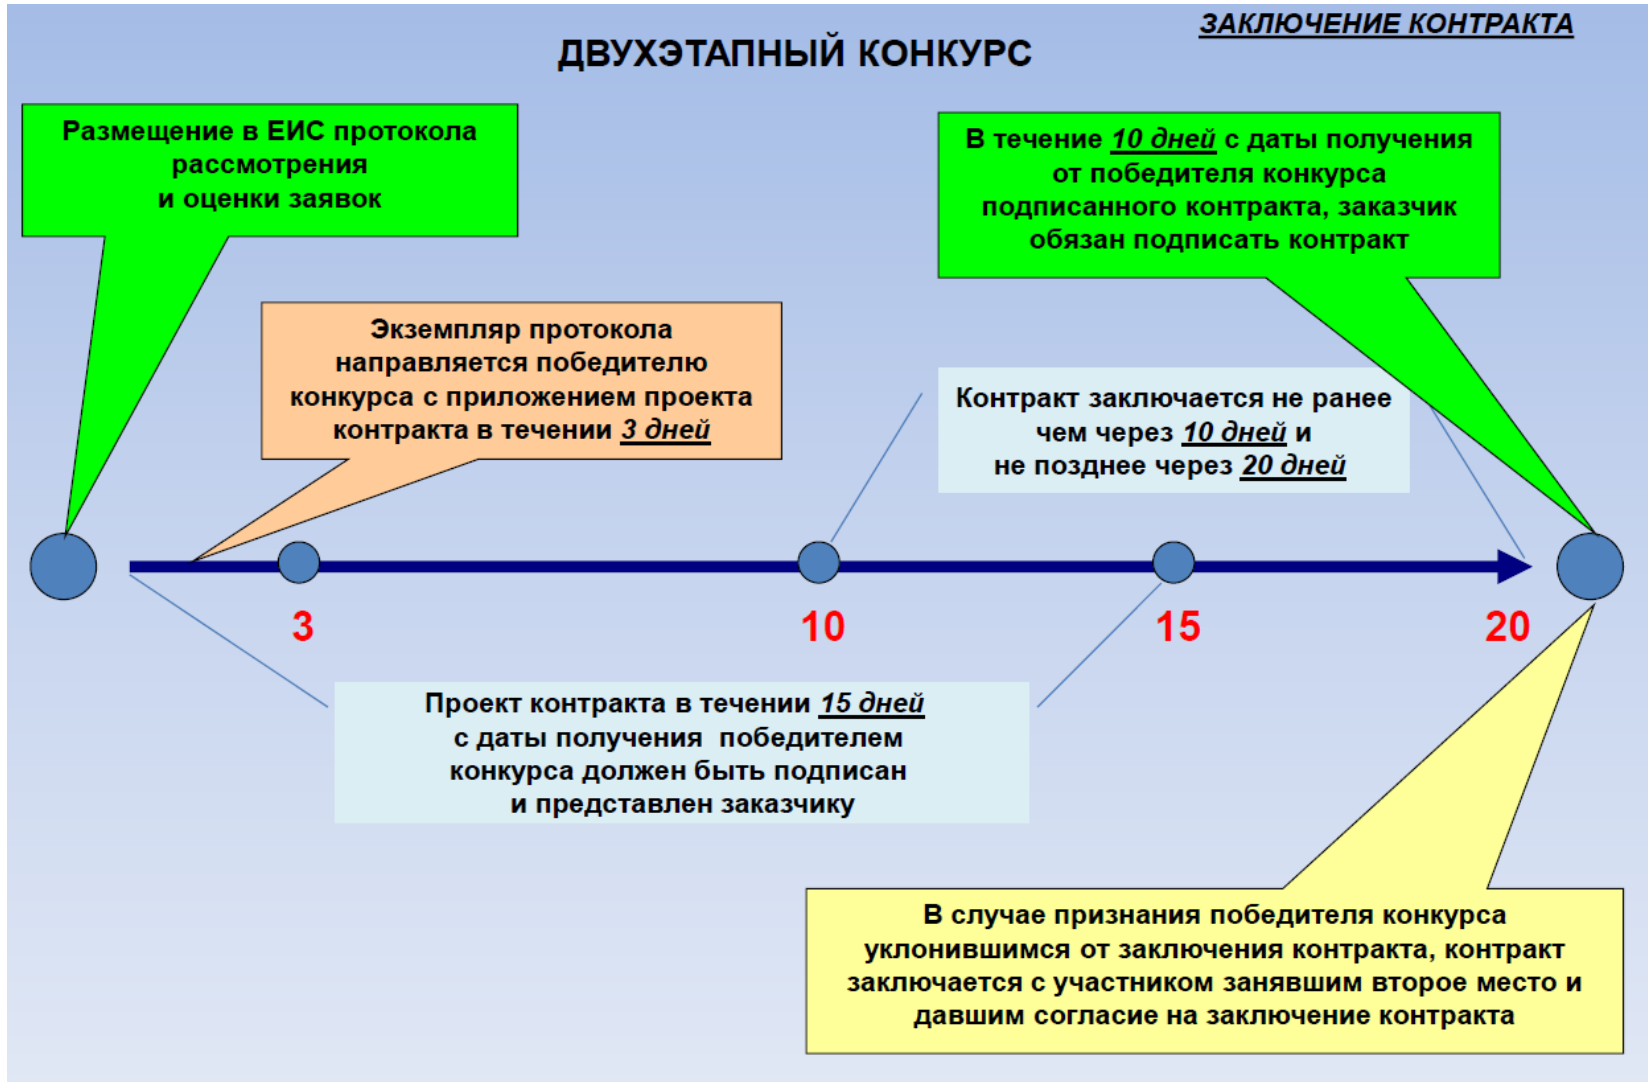 ЗАКЛЮЧЕНИЕ КОНТРАКТА
ДВУХЭТАПНЫЙ КОНКУРС
Размещение в ЕИС протокола
рассмотрения
и оценки заявок
В течение 10 дней с даты получения
от победителя конкурса
подписанного контракта, заказчик
обязан подписать контракт
Экземпляр протокола
направляется победителю
конкурса с приложением проекта
контракта в течении 3 дней
Контракт заключается не ранее
чем через 10 дней и
не позднее через 20 дней
3
10
15
20
Проект контракта в течении 15 дней
с даты получения победителем
конкурса должен быть подписан
и представлен заказчику
В случае признания победителя конкурса
уклонившимся от заключения контракта, контракт
заключается с участником занявшим второе место и
давшим согласие на заключение контракта